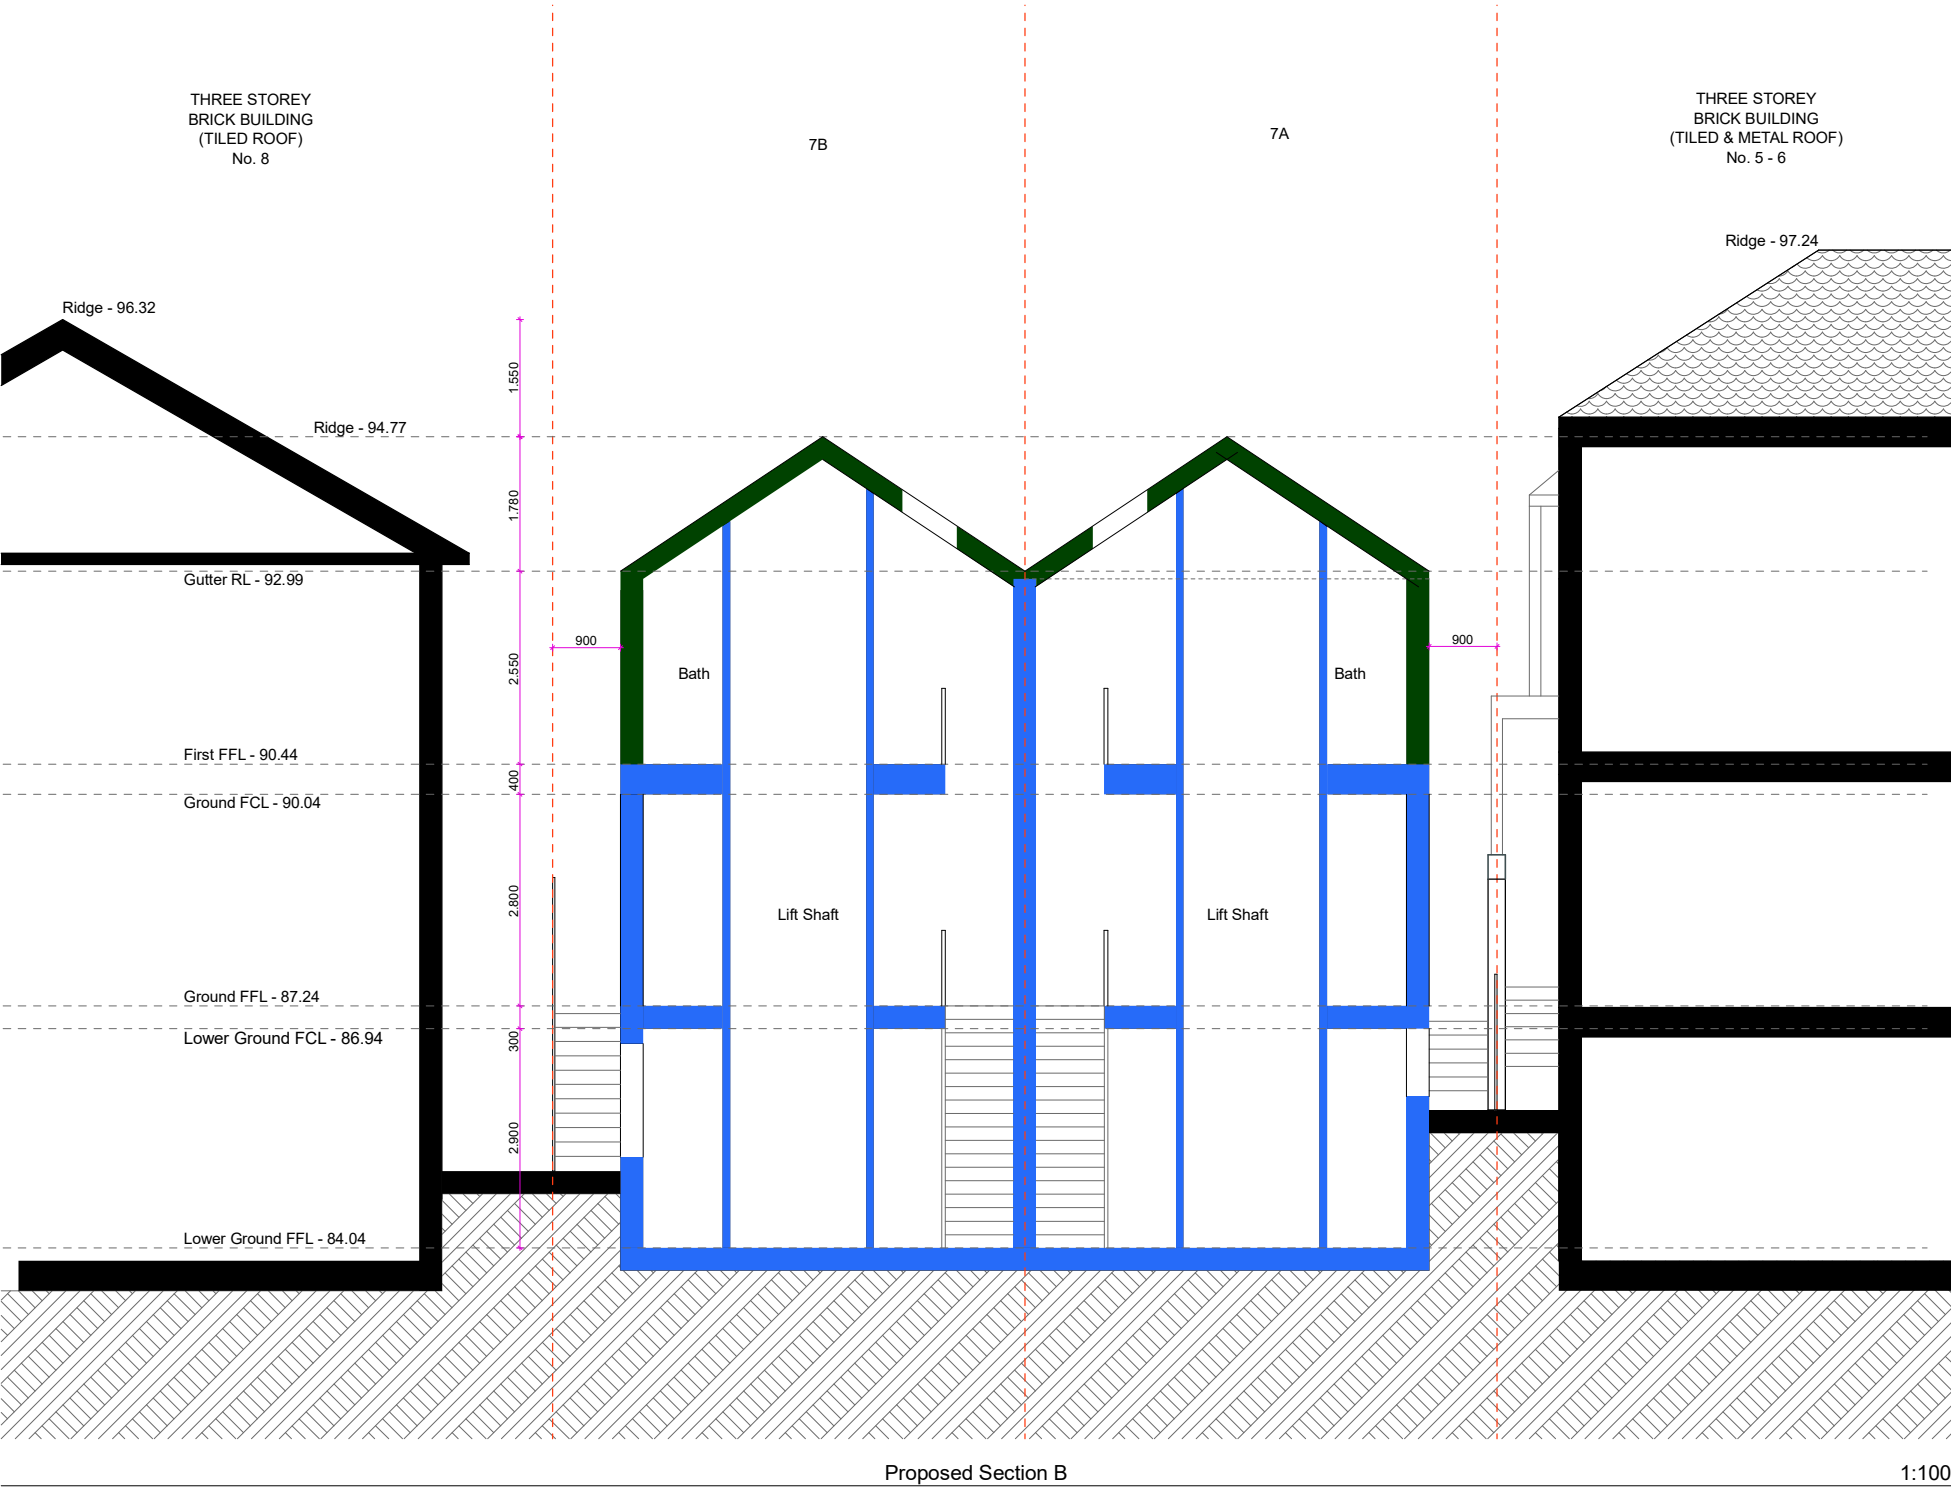 THREE STOREY
BRICK BUILDING
(TILED ROOF)
No. 8
7B
7A
THREE STOREY
BRICK BUILDING
(TILED & METAL ROOF)
No. 5 - 6
Ridge - 97.24
Ridge - 96.32
1.550
Ridge - 94.77
1.780
Gutter RL - 92.99
900
900
2.550
Bath
Bath
First FFL - 90.44
400
Ground FCL - 90.04
2.800
Lift Shaft
Lift Shaft
Ground FFL - 87.24
Lower Ground FCL - 86.94
300
2.900
Lower Ground FFL - 84.04
Proposed Section B
1:100